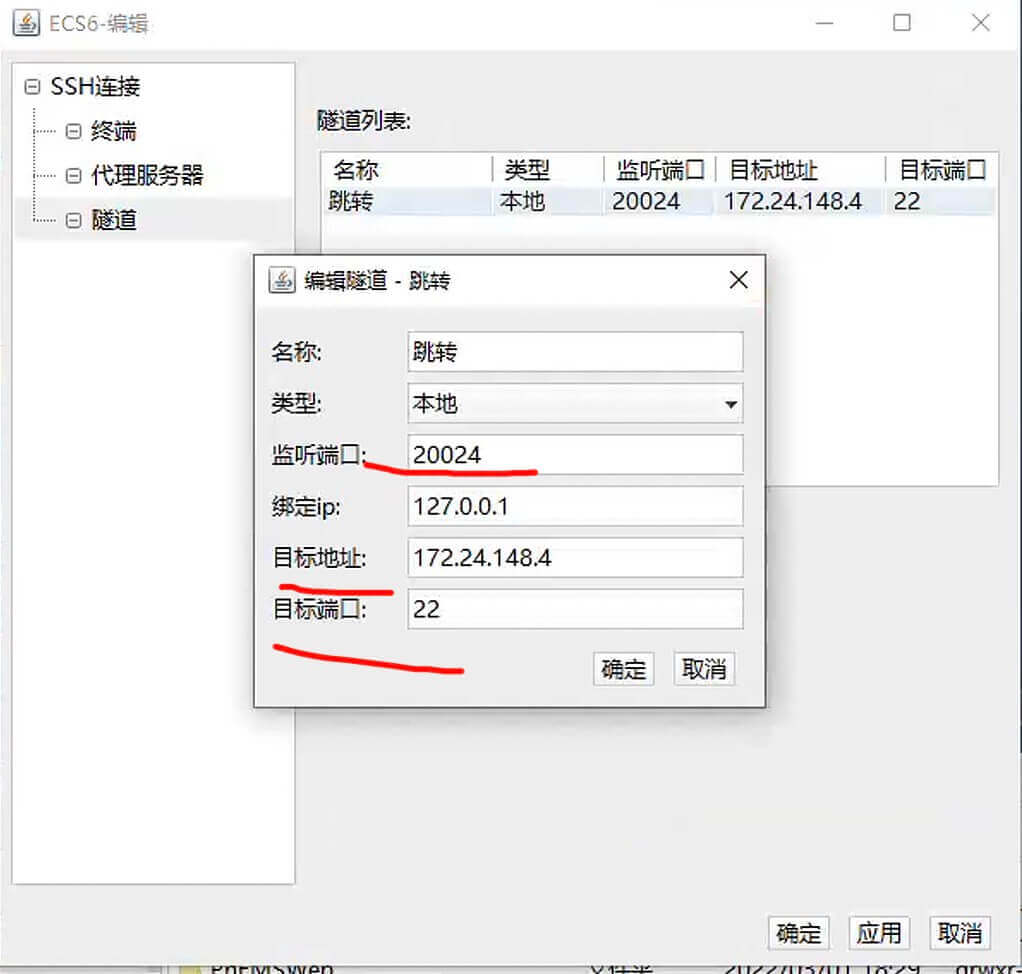 ECS6-编辑
SSH连接
终端
代理服务器
隧道
隧道列表:
名称 类型 监听端口 目标地址 目标端口
跳转 本地 20024 172.24.148.4 22
编辑隧道 - 跳转
名称: 跳转
类型: 本地
监听端口: 20024
绑定ip: 127.0.0.1
目标地址: 172.24.148.4
目标端口: 22
确定 取消
确定 应用 取消